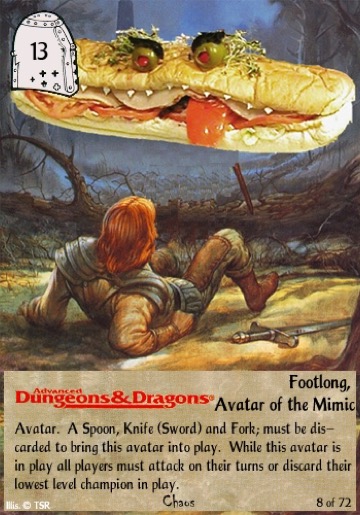 13
Footlong,
Advanced
Dungeons & Dragons®
Avatar of the Mimic
Avatar. A Spoon, Knife (Sword) and Fork; must be dis-
carded to bring this avatar into play. While this avatar is
in play all players must attack on their turns or discard their
lowest level champion in play.
Illis. © TSR
Chaos
8 of 72